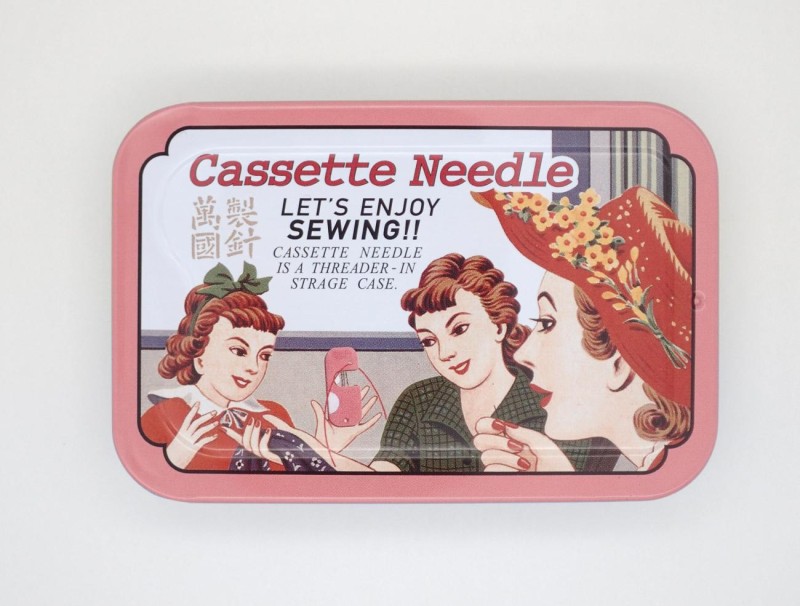 Cassette Needle
LET'S ENJOY
SEWING!!
CASSETTE NEEDLE
IS A THREADER-IN
STRAGE CASE.
萬國
製針